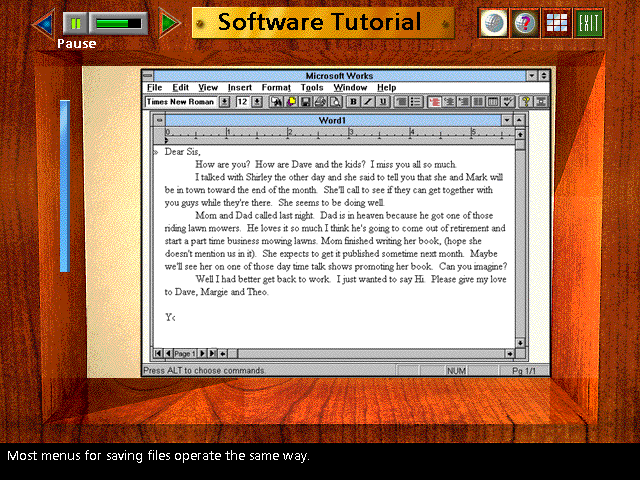 Software Tutorial
EXIT
Pause
Microsoft Works
File Edit View Insert Format Tools Window Help
Times New Roman 12 B I U
Word1
0 1 2 3 4 5
» Dear Sis,
How are you? How are Dave and the kids? I miss you all so much.
I talked with Shirley the other day and she said to tell you that she and Mark will
be in town toward the end of the month. She'll call to see if they can get together with
you guys while they're there. She seems to be doing well.
Mom and Dad called last night. Dad is in heaven because he got one of those
riding lawn mowers. He loves it so much I think he's going to come out of retirement and
start a part time business mowing lawns. Mom finished writing her book, (hope she
doesn't mention us in it). She expects to get it published sometime next month. Maybe
we'll see her on one of those day time talk shows promoting her book. Can you imagine?
Well I had better get back to work. I just wanted to say Hi. Please give my love
to Dave, Margie and Theo.
Page 1
Press ALT to choose commands. NUM Pg 1/1
Most menus for saving files operate the same way.